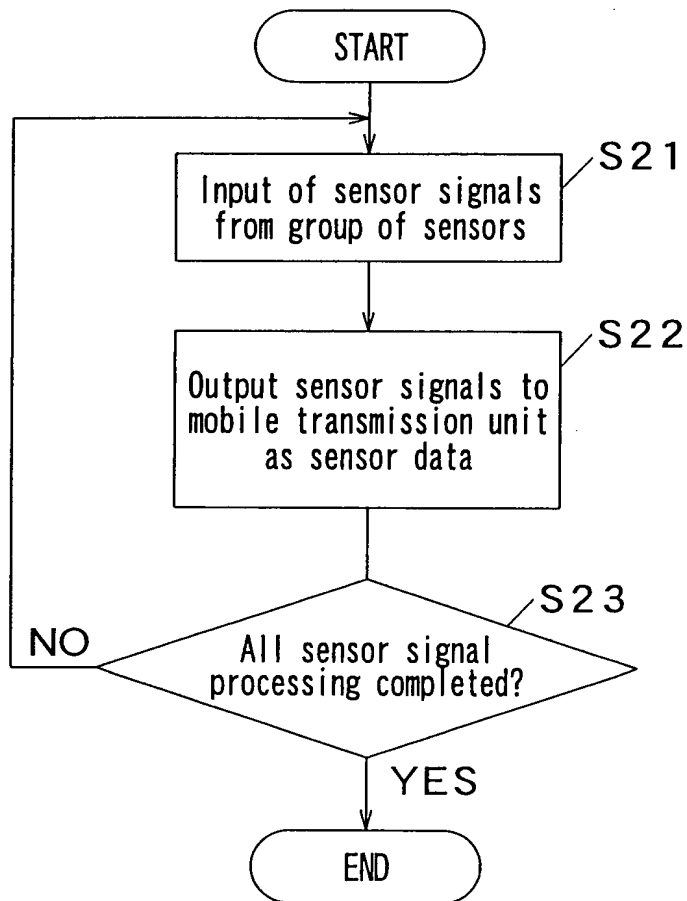 START
S21
Input of sensor signals
from group of sensors
S22
Output sensor signals to
mobile transmission unit
as sensor data
S23
NO
All sensor signal
processing completed?
YES
END